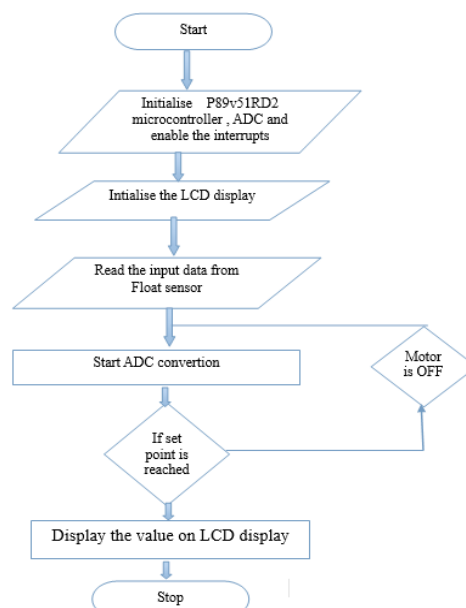 Start
Initialise P89v51RD2
microcontroller , ADC and
enable the interrupts
Intialise the LCD display
Read the input data from
Float sensor
Start ADC convertion
Motor
is OFF
If set
point is
reached
Display the value on LCD display
Stop